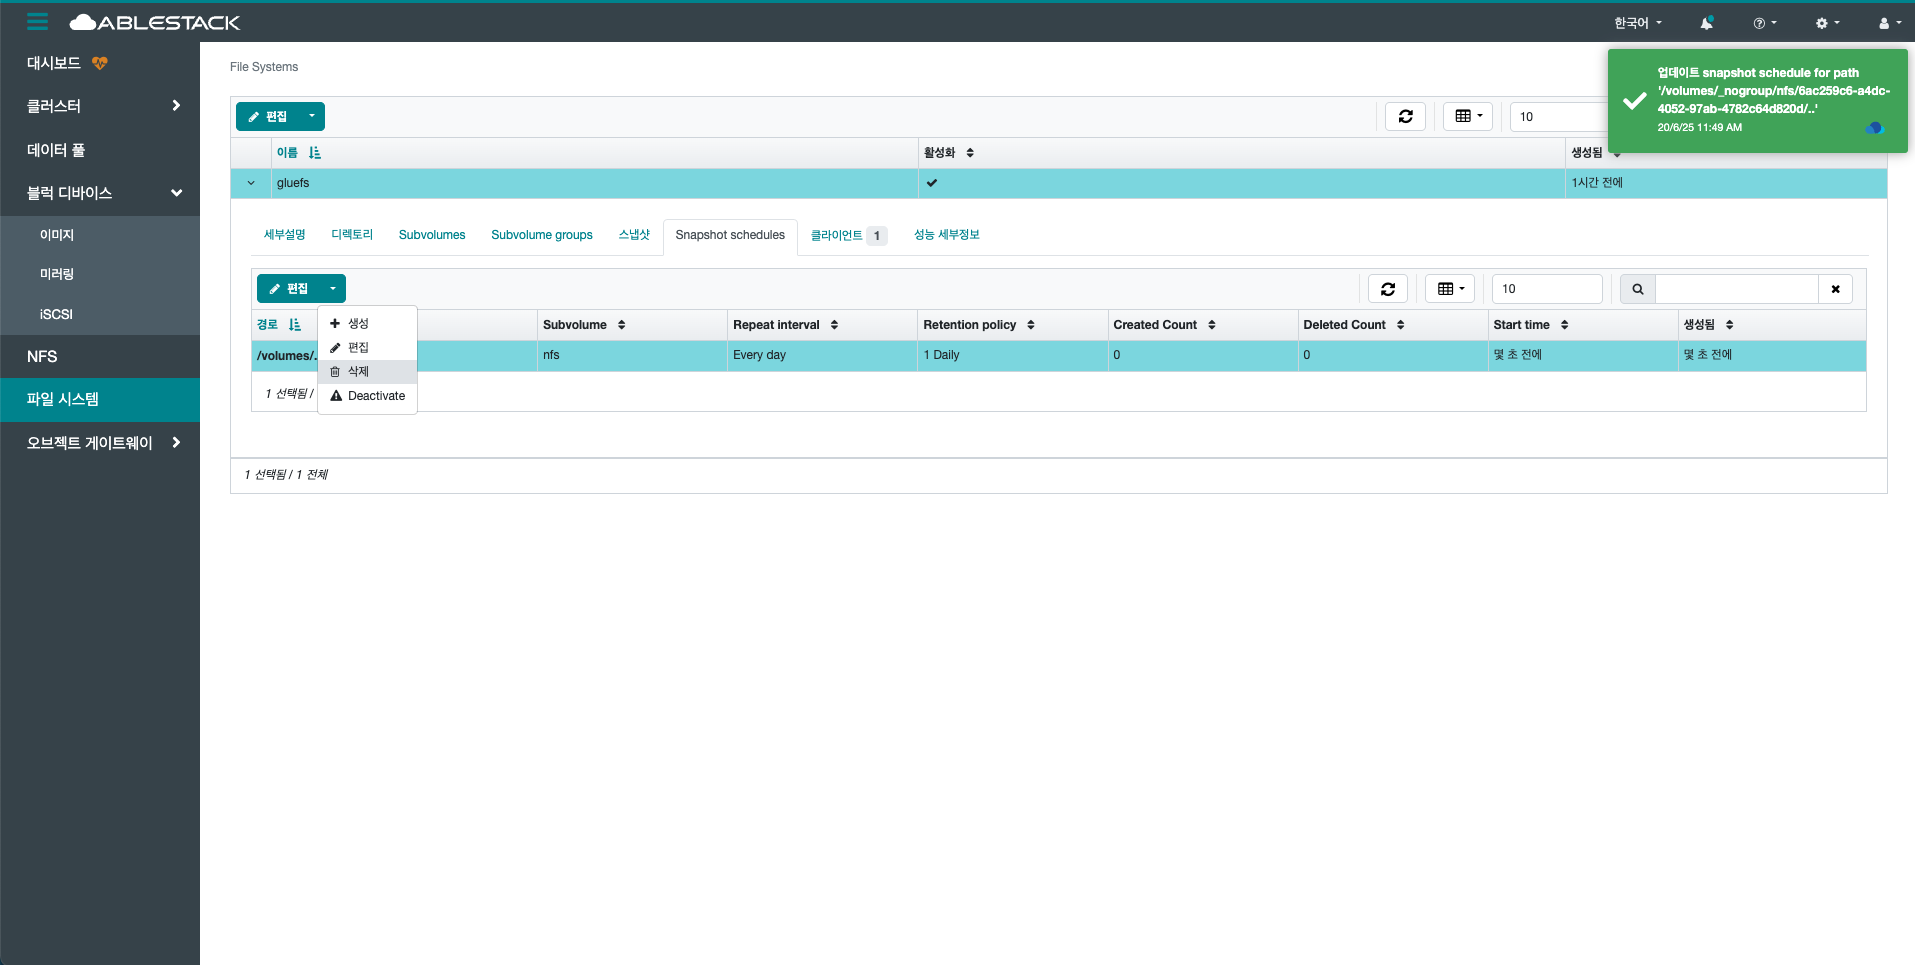 ABLESTACK
한국어
대시보드
클러스터
데이터 풀
블럭 디바이스
이미지
미러링
iSCSI
NFS
파일 시스템
오브젝트 게이트웨이
File Systems
업데이트 snapshot schedule for path
'/volumes/_nogroup/nfs/6ac259c6-a4dc-
4052-97ab-4782c64d820d/..'
20/6/25 11:49 AM
편집
10
이름 활성화 생성됨
gluefs 1시간 전에
세부설명 디렉토리 Subvolumes Subvolume groups 스냅샷 Snapshot schedules 클라이언트 1 성능 세부정보
편집
10
경로 Subvolume Repeat interval Retention policy Created Count Deleted Count Start time 생성됨
/volumes/.. nfs Every day 1 Daily 0 0 몇 초 전에 몇 초 전에
생성
편집
삭제
Deactivate
1 선택됨 /
1 선택됨 / 1 전체